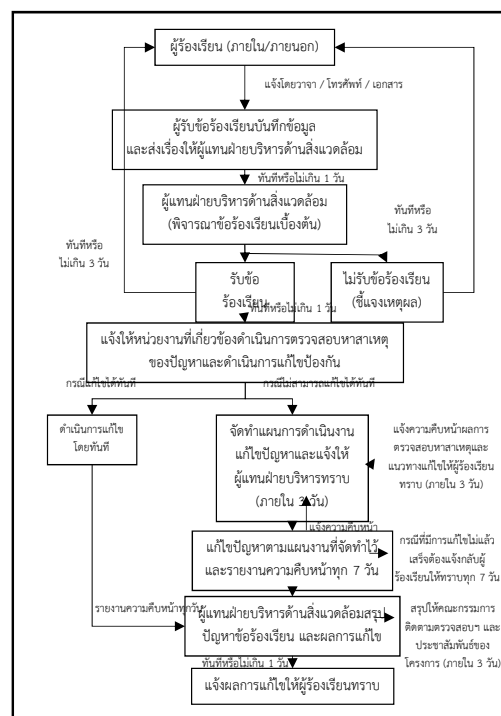 ผู้ร้องเรียน (ภายใน/ภายนอก)
แจ้งโดยวาจา / โทรศัพท์ / เอกสาร
ผู้รับข้อร้องเรียนบันทึกข้อมูล
และส่งเรื่องให้ผู้แทนฝ่ายบริหารด้านสิ่งแวดล้อม
ทันทีหรือไม่เกิน 1 วัน
ผู้แทนฝ่ายบริหารด้านสิ่งแวดล้อม
(พิจารณาข้อร้องเรียนเบื้องต้น)
ทันทีหรือ
ไม่เกิน 3 วัน
ทันทีหรือ
ไม่เกิน 3 วัน
รับข้อ
ร้องเรียน
ไม่รับข้อร้องเรียน
(ชี้แจงเหตุผล)
ทันทีหรือไม่เกิน 1 วัน
แจ้งให้หน่วยงานที่เกี่ยวข้องดำเนินการตรวจสอบหาสาเหตุ
ของปัญหาและดำเนินการแก้ไขป้องกัน
กรณีแก้ไขได้ทันที
กรณีไม่สามารถแก้ไขได้ทันที
ดำเนินการแก้ไข
โดยทันที
จัดทำแผนการดำเนินงาน
แก้ไขปัญหาและแจ้งให้
ผู้แทนฝ่ายบริหารทราบ
(ภายใน 3 วัน)
แจ้งความคืบหน้าผลการ
ตรวจสอบหาสาเหตุและ
แนวทางแก้ไขให้ผู้ร้องเรียน
ทราบ (ภายใน 3 วัน)
แจ้งความคืบหน้า
แก้ไขปัญหาตามแผนงานที่จัดทำไว้
และรายงานความคืบหน้าทุก 7 วัน
กรณีที่มีการแก้ไขไม่แล้ว
เสร็จต้องแจ้งกลับผู้
ร้องเรียนให้ทราบทุก 7 วัน
รายงานความคืบหน้าทุกวัน
ผู้แทนฝ่ายบริหารด้านสิ่งแวดล้อมสรุป
ปัญหาข้อร้องเรียน และผลการแก้ไข
สรุปให้คณะกรรมการ
ติดตามตรวจสอบฯ และ
ประชาสัมพันธ์ของ
โครงการ (ภายใน 3 วัน)
ทันทีหรือไม่เกิน 1 วัน
แจ้งผลการแก้ไขให้ผู้ร้องเรียนทราบ